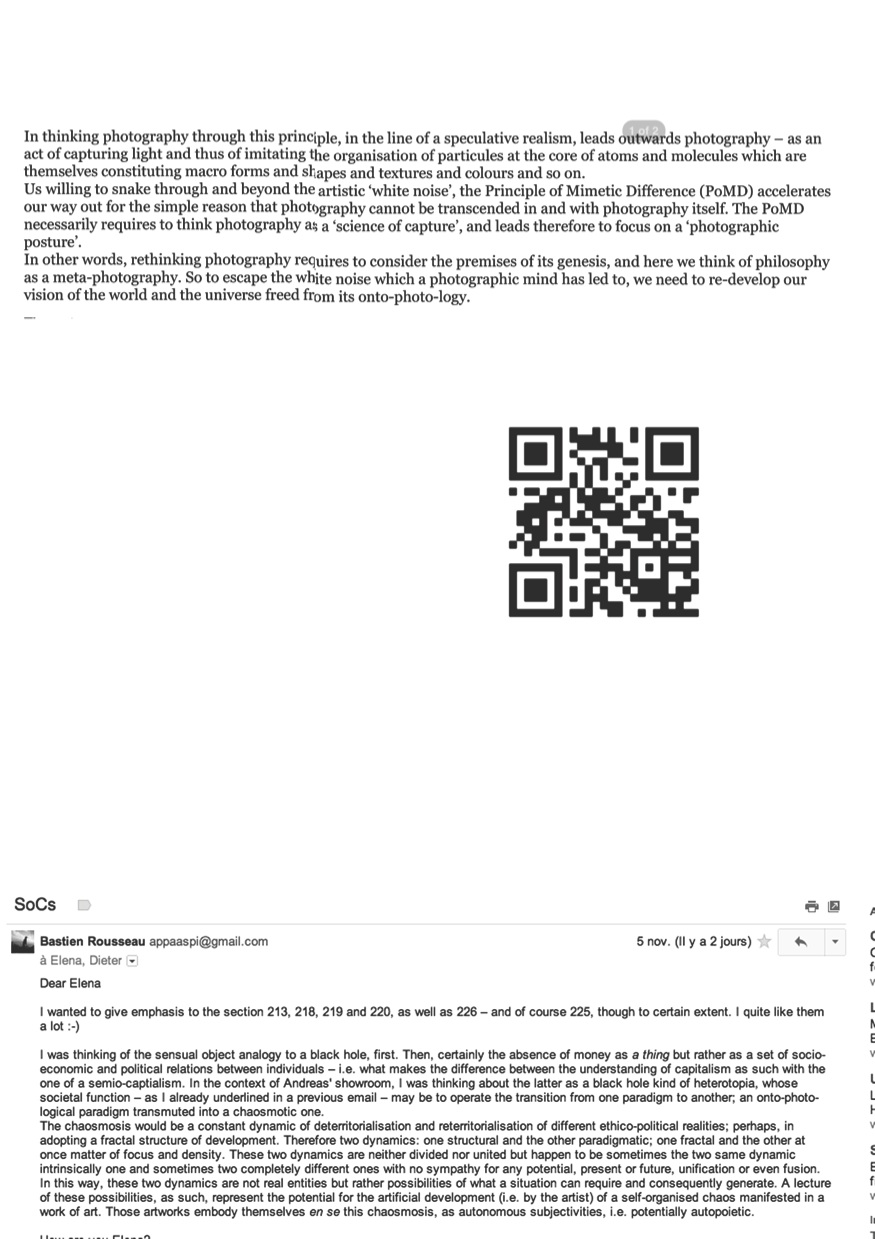 1 of 2
In thinking photography through this principle, in the line of a speculative realism, leads outwards photography – as an
act of capturing light and thus of imitating the organisation of particules at the core of atoms and molecules which are
themselves constituting macro forms and shapes and textures and colours and so on.
Us willing to snake through and beyond the artistic ‘white noise’, the Principle of Mimetic Difference (PoMD) accelerates
our way out for the simple reason that photography cannot be transcended in and with photography itself. The PoMD
necessarily requires to think photography as a ‘science of capture’, and leads therefore to focus on a ‘photographic
posture’.
In other words, rethinking photography requires to consider the premises of its genesis, and here we think of philosophy
as a meta-photography. So to escape the white noise which a photographic mind has led to, we need to re-develop our
vision of the world and the universe freed from its onto-photo-logy.
SoCs
Bastien Rousseau appaaspi@gmail.com
5 nov. (Il y a 2 jours)
à Elena, Dieter
Dear Elena
I wanted to give emphasis to the section 213, 218, 219 and 220, as well as 226 – and of course 225, though to certain extent. I quite like them
a lot :-)
I was thinking of the sensual object analogy to a black hole, first. Then, certainly the absence of money as a thing but rather as a set of socio-
economic and political relations between individuals – i.e. what makes the difference between the understanding of capitalism as such with the
one of a semio-captialism. In the context of Andreas' showroom, I was thinking about the latter as a black hole kind of heterotopia, whose
societal function – as I already underlined in a previous email – may be to operate the transition from one paradigm to another; an onto-photo-
logical paradigm transmuted into a chaosmotic one.
The chaosmosis would be a constant dynamic of deterritorialisation and reterritorialisation of different ethico-political realities; perhaps, in
adopting a fractal structure of development. Therefore two dynamics: one structural and the other paradigmatic; one fractal and the other at
once matter of focus and density. These two dynamics are neither divided nor united but happen to be sometimes the two same dynamic
intrinsically one and sometimes two completely different ones with no sympathy for any potential, present or future, unification or even fusion.
In this way, these two dynamics are not real entities but rather possibilities of what a situation can require and consequently generate. A lecture
of these possibilities, as such, represent the potential for the artificial development (i.e. by the artist) of a self-organised chaos manifested in a
work of art. Those artworks embody themselves en se this chaosmosis, as autonomous subjectivities, i.e. potentially autopoietic.
How are you Elena?